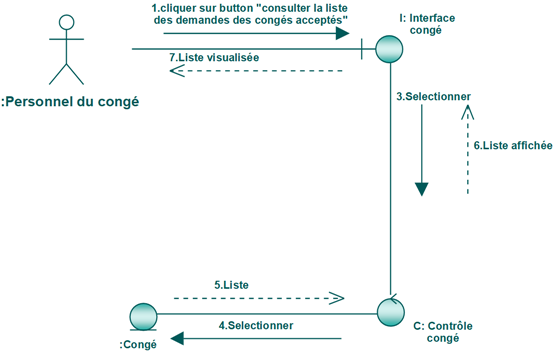 1.cliquer sur button "consulter la liste
des demandes des congés acceptés"
I: Interface
congé
7.Liste visualisée
:Personnel du congé
3.Selectionner
6.Liste affichée
5.Liste
4.Selectionner
:Congé
C: Contrôle
congé